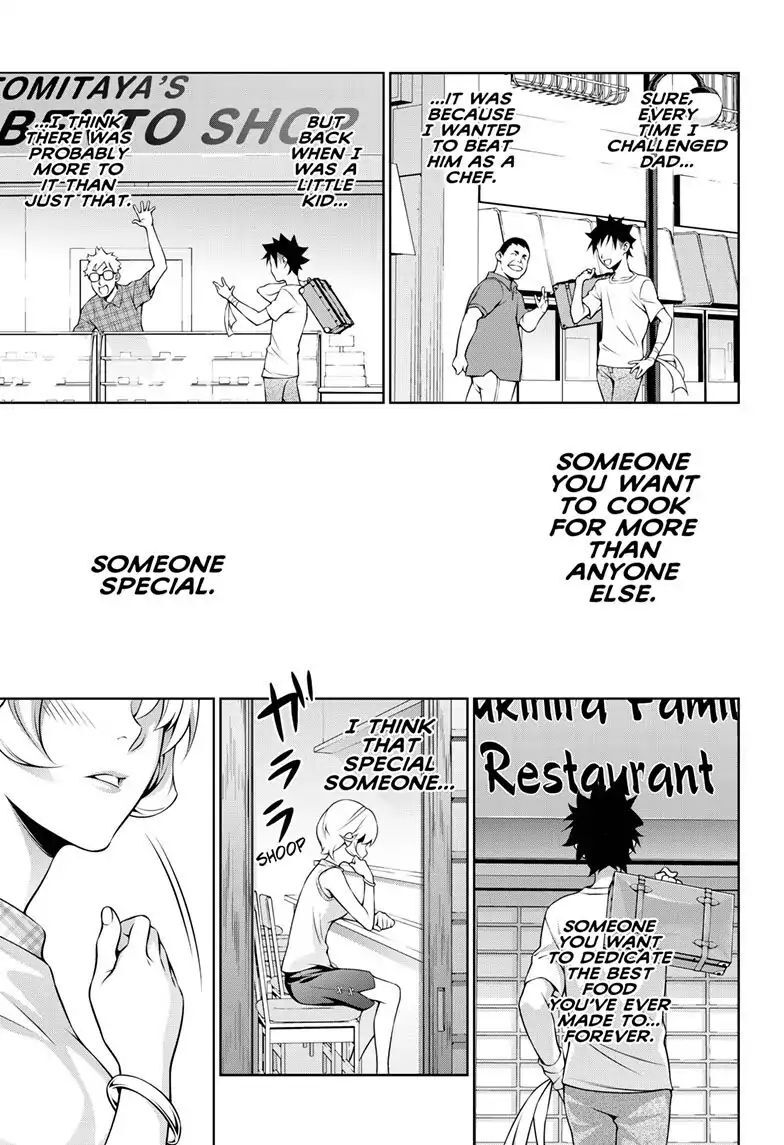 SURE,
EVERY
TIME I
CHALLENGED
DAD...
...IT WAS
BECAUSE
I WANTED
TO BEAT
HIM AS A
CHEF.
TOMITAYA'S
BENTO SHOP
BUT
BACK
WHEN I
WAS A
LITTLE
KID...
...I THINK
THERE WAS
PROBABLY
MORE TO
IT THAN
JUST THAT.
SOMEONE
YOU WANT
TO COOK
FOR MORE
THAN
ANYONE
ELSE.
SOMEONE
SPECIAL.
ukihira Famil
Restaurant
SOMEONE
YOU WANT
TO DEDICATE
THE BEST
FOOD
YOU'VE EVER
MADE TO...
FOREVER.
I THINK
THAT
SPECIAL
SOMEONE...
ガララ
SHOOP